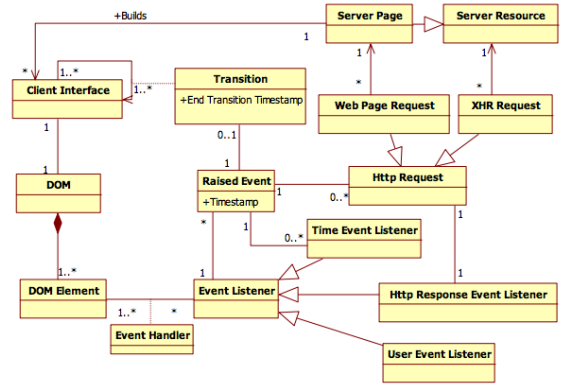 +Builds
Server Page
Server Resource
1
1
1
*
1..*
*
*
Client Interface
1..*
Transition
+End Transition Timestamp
Web Page Request
XHR Request
1
0..1
1
1
DOM
Raised Event
+Timestamp
1
0..*
Http Request
*
1
0..*
1
Time Event Listener
1..*
1
1
DOM Element
Event Listener
Http Response Event Listener
1..*
*
Event Handler
User Event Listener